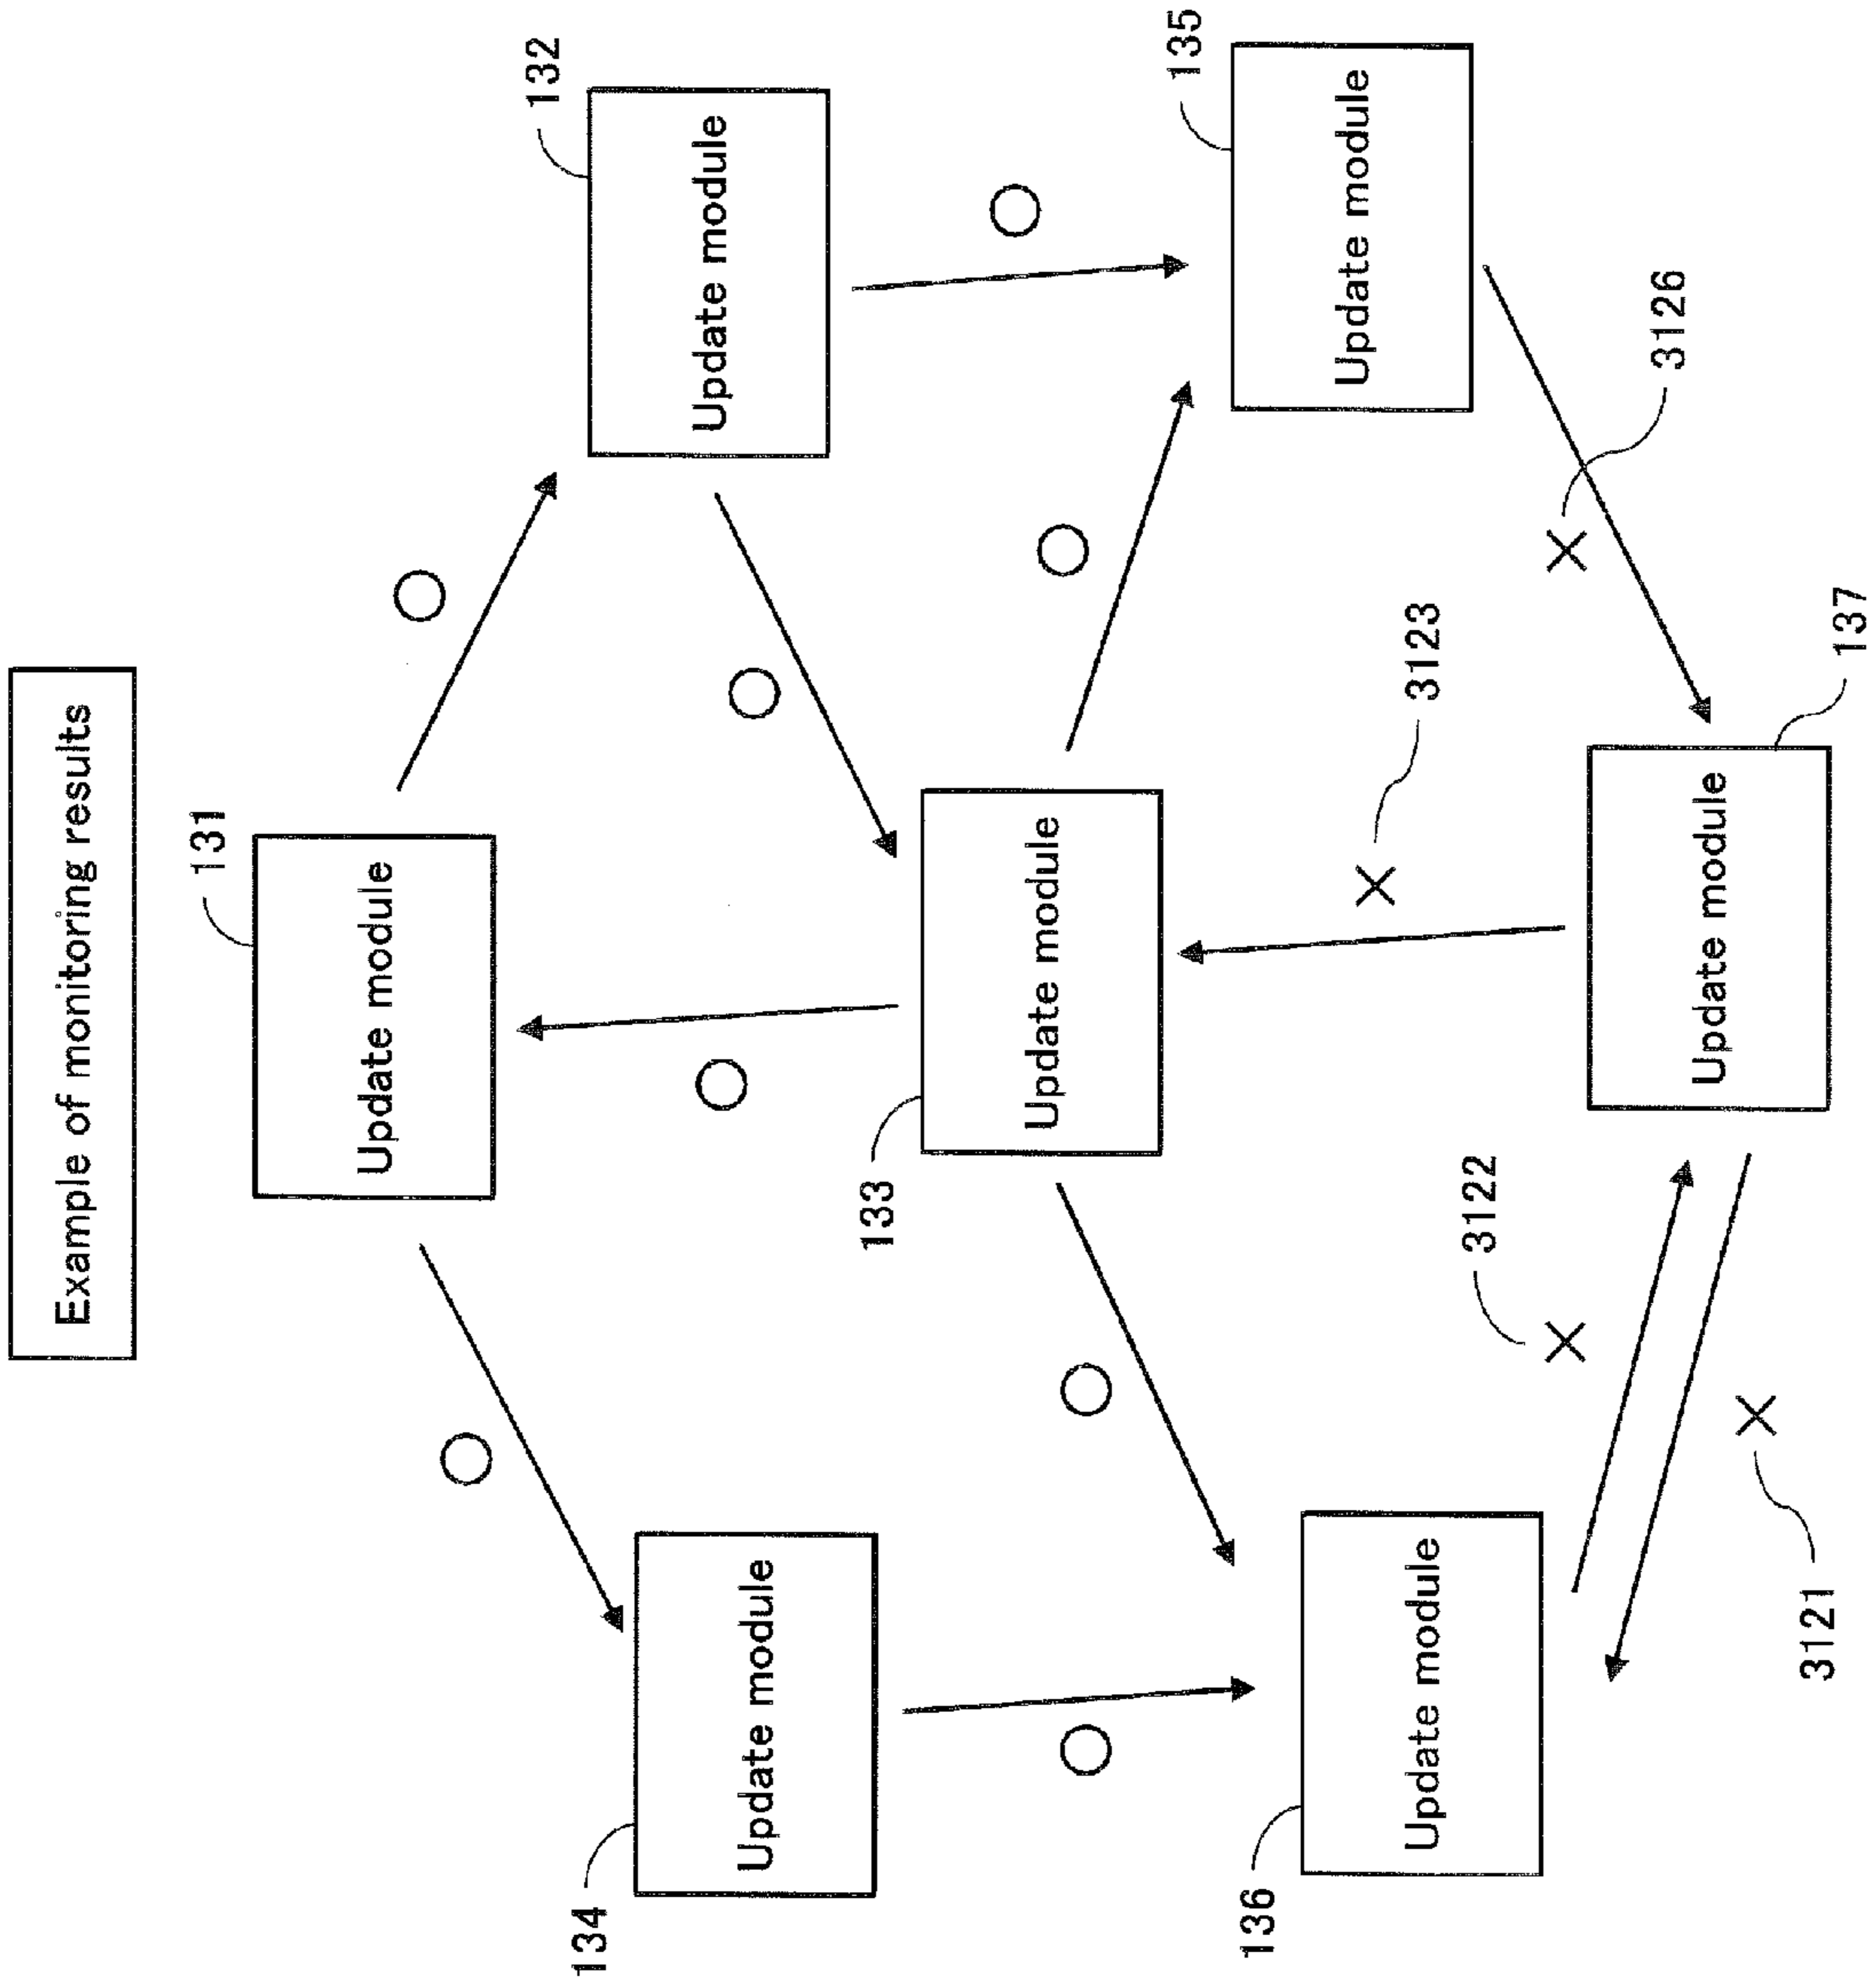 Example of monitoring results
131
Update module
132
Update module
133
Update module
134
Update module
135
Update module
136
Update module
137
Update module
3122
3123
3126
3121